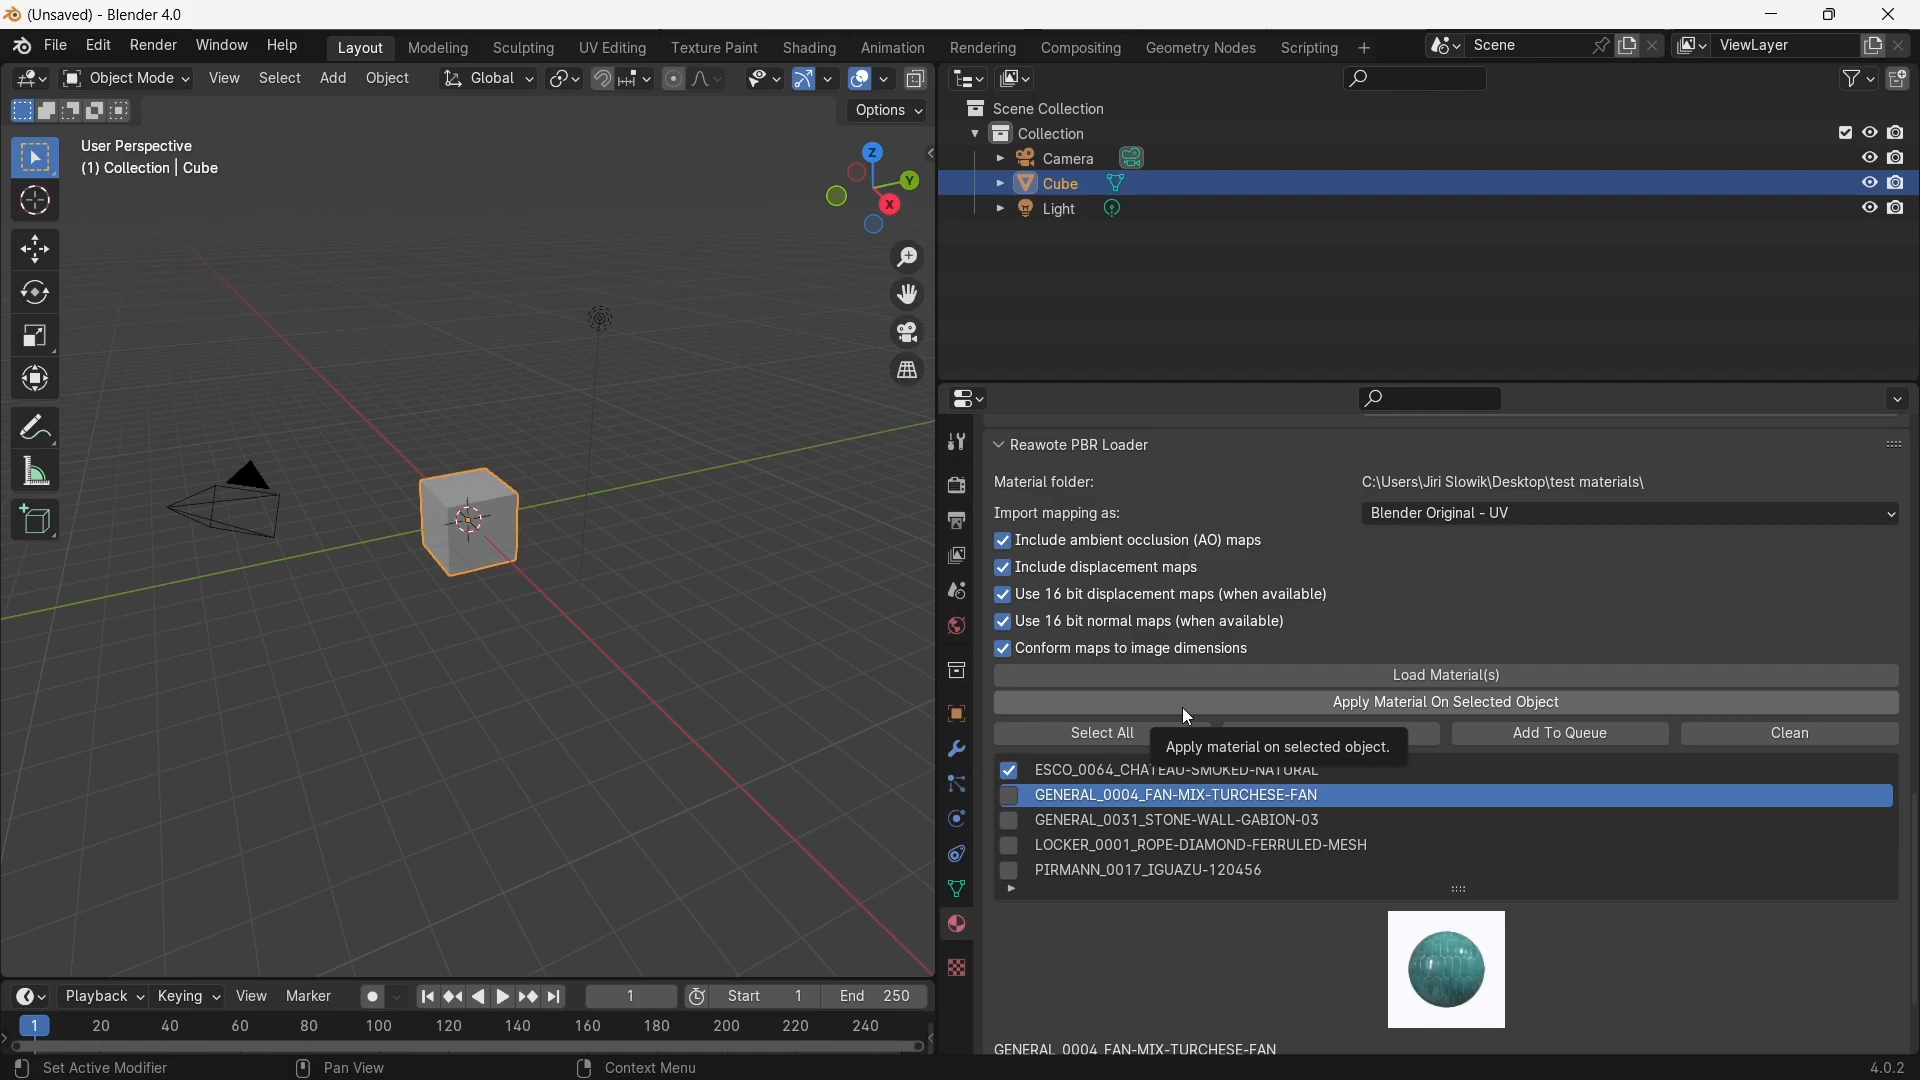 (Unsaved) - Blender 4.0
File Edit Render Window Help Layout Modeling Sculpting UV Editing Texture Paint Shading Animation Rendering Compositing Geometry Nodes Scripting + Scene ViewLayer
Object Mode View Select Add Object Global
Options
User Perspective
(1) Collection | Cube
Z
Y
X
Scene Collection
Collection
Camera
Cube
Light
Reawote PBR Loader
Material folder: C:\Users\Jiri Slowik\Desktop\test materials\
Import mapping as: Blender Original - UV
Include ambient occlusion (AO) maps
Include displacement maps
Use 16 bit displacement maps (when available)
Use 16 bit normal maps (when available)
Conform maps to image dimensions
Load Material(s)
Apply Material On Selected Object
Select All Add To Queue Clean
Apply material on selected object.
ESCO_0064_CHATEAU-SMOKED-NATURAL
GENERAL_0004_FAN-MIX-TURCHESE-FAN
GENERAL_0031_STONE-WALL-GABION-03
LOCKER_0001_ROPE-DIAMOND-FERRULED-MESH
PIRMANN_0017_IGUAZU-120456
GENERAL_0004_FAN-MIX-TURCHESE-FAN
Playback Keying View Marker 1 Start 1 End 250
1 20 40 60 80 100 120 140 160 180 200 220 240
Set Active Modifier Pan View Context Menu 4.0.2